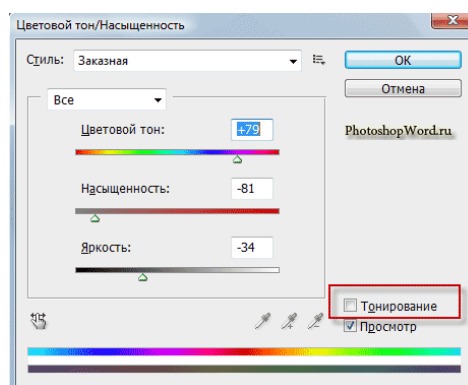 Цветовой тон/Насыщенность
Стиль: Заказная
OK
Отмена
Все
PhotoshopWord.ru
Цветовой тон: +79
Насыщенность: -81
Яркость: -34
Тонирование
Просмотр